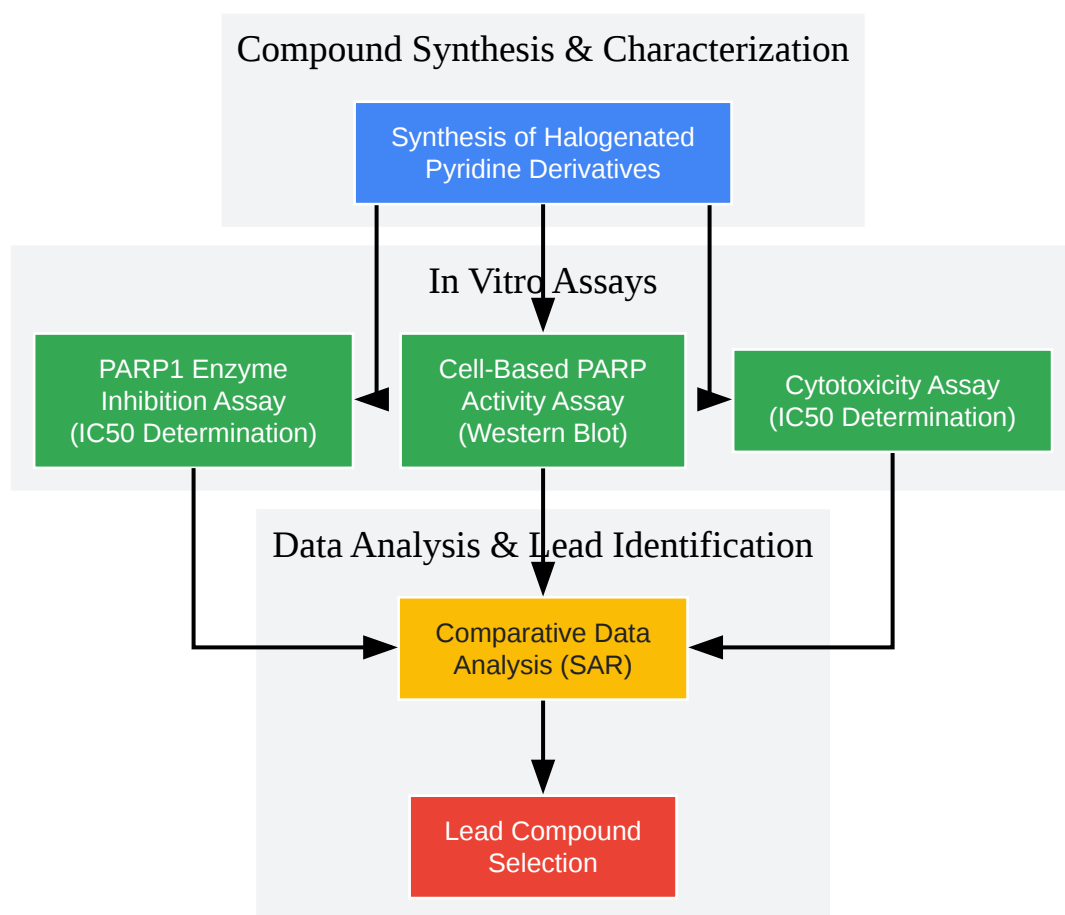 Compound Synthesis & Characterization
Synthesis of Halogenated
Pyridine Derivatives
In Vitro Assays
PARP1 Enzyme
Inhibition Assay
(IC50 Determination)
Cell-Based PARP
Activity Assay
(Western Blot)
Cytotoxicity Assay
(IC50 Determination)
Data Analysis & Lead Identification
Comparative Data
Analysis (SAR)
Lead Compound
Selection